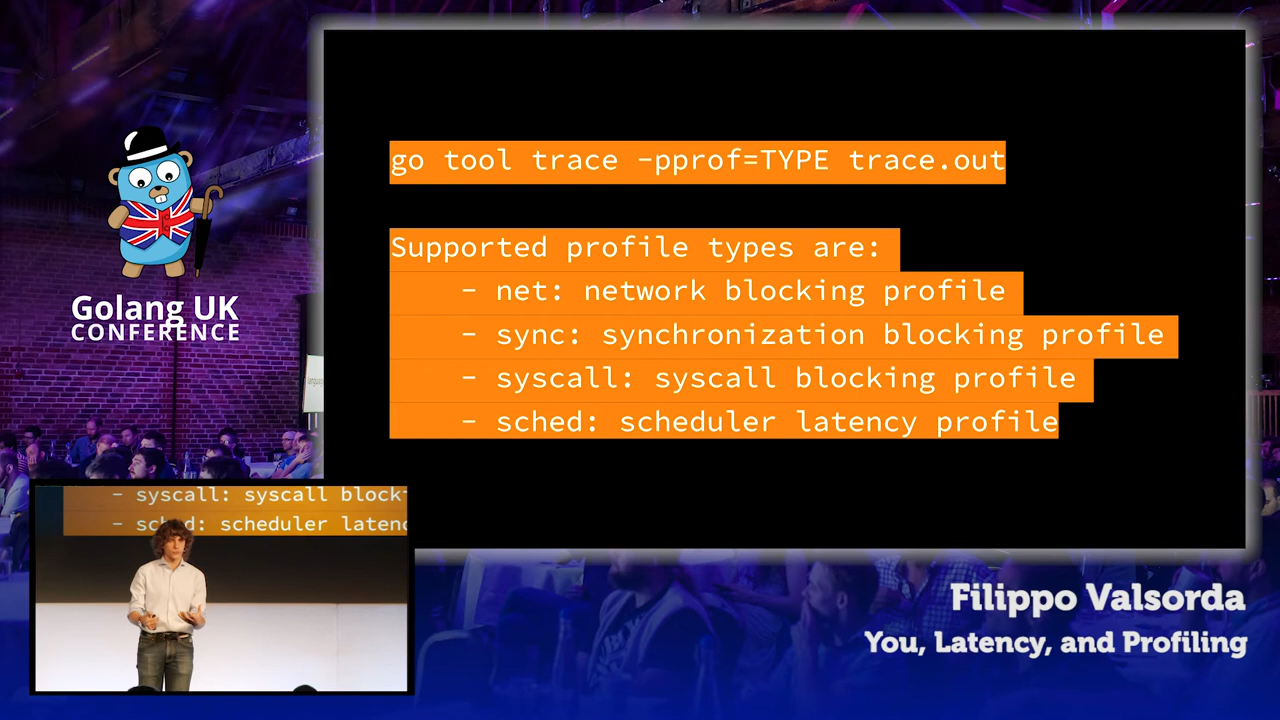 go tool trace -pprof=TYPE trace.out
Supported profile types are:
- net: network blocking profile
- sync: synchronization blocking profile
- syscall: syscall blocking profile
- sched: scheduler latency profile
Golang UK
CONFERENCE
- syscall: syscall block
- sched: scheduler laten
Filippo Valsorda
You, Latency, and Profiling